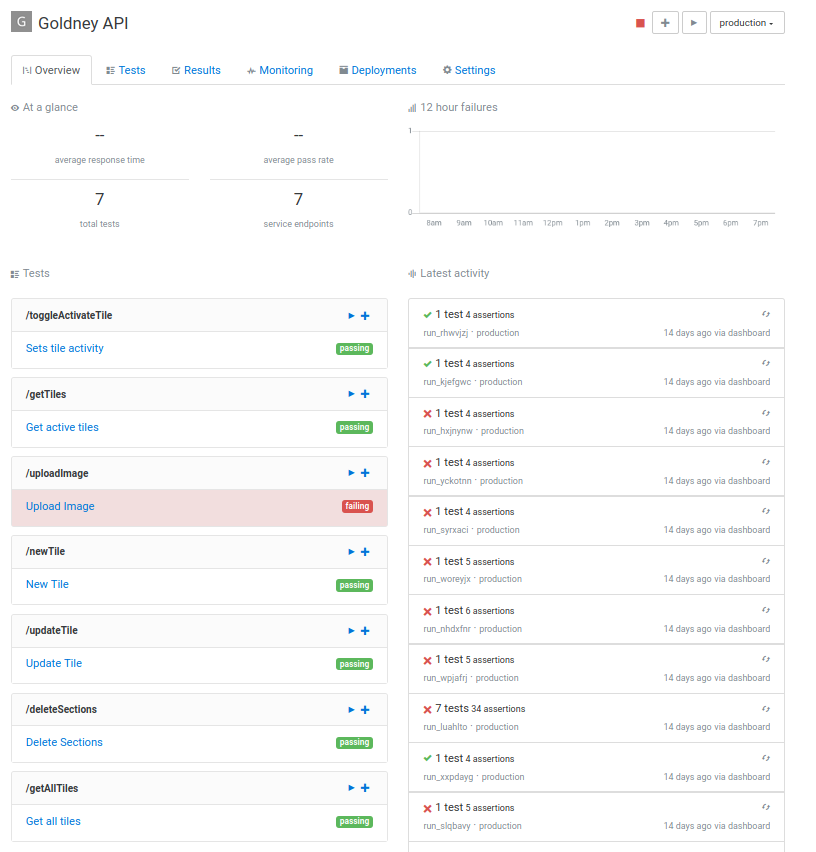 G Goldney API
production
Overview Tests Results Monitoring Deployments Settings
At a glance
--
average response time
--
average pass rate
7
total tests
7
service endpoints
12 hour failures
1
0
8am 9am 10am 11am 12pm 1pm 2pm 3pm 4pm 5pm 6pm 7pm
Tests
/toggleActivateTile
Sets tile activity passing
/getTiles
Get active tiles passing
/uploadImage
Upload Image failing
/newTile
New Tile passing
/updateTile
Update Tile passing
/deleteSections
Delete Sections passing
/getAllTiles
Get all tiles passing
Latest activity
1 test 4 assertions
run_rhwvjzj · production 14 days ago via dashboard
1 test 4 assertions
run_kjefgwc · production 14 days ago via dashboard
1 test 4 assertions
run_hxjnynw · production 14 days ago via dashboard
1 test 4 assertions
run_yckotnn · production 14 days ago via dashboard
1 test 4 assertions
run_syrxaci · production 14 days ago via dashboard
1 test 5 assertions
run_woreyjx · production 14 days ago via dashboard
1 test 6 assertions
run_nhdxfnr · production 14 days ago via dashboard
1 test 5 assertions
run_wpjafrj · production 14 days ago via dashboard
7 tests 34 assertions
run_luahlto · production 14 days ago via dashboard
1 test 4 assertions
run_xxpdayg · production 14 days ago via dashboard
1 test 5 assertions
run_slqbavy · production 14 days ago via dashboard